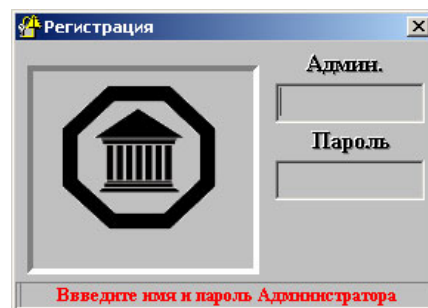 Регистрация
Админ.
Пароль
Ввведите имя и пароль Администратора